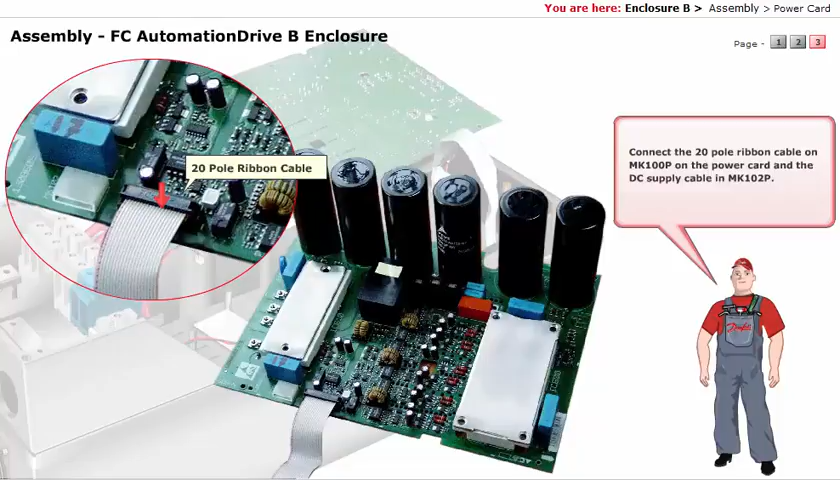 You are here: Enclosure B > Assembly > Power Card
Assembly - FC AutomationDrive B Enclosure
Page - 1 2 3
20 Pole Ribbon Cable
Connect the 20 pole ribbon cable on
MK100P on the power card and the
DC supply cable in MK102P.
Danfoss